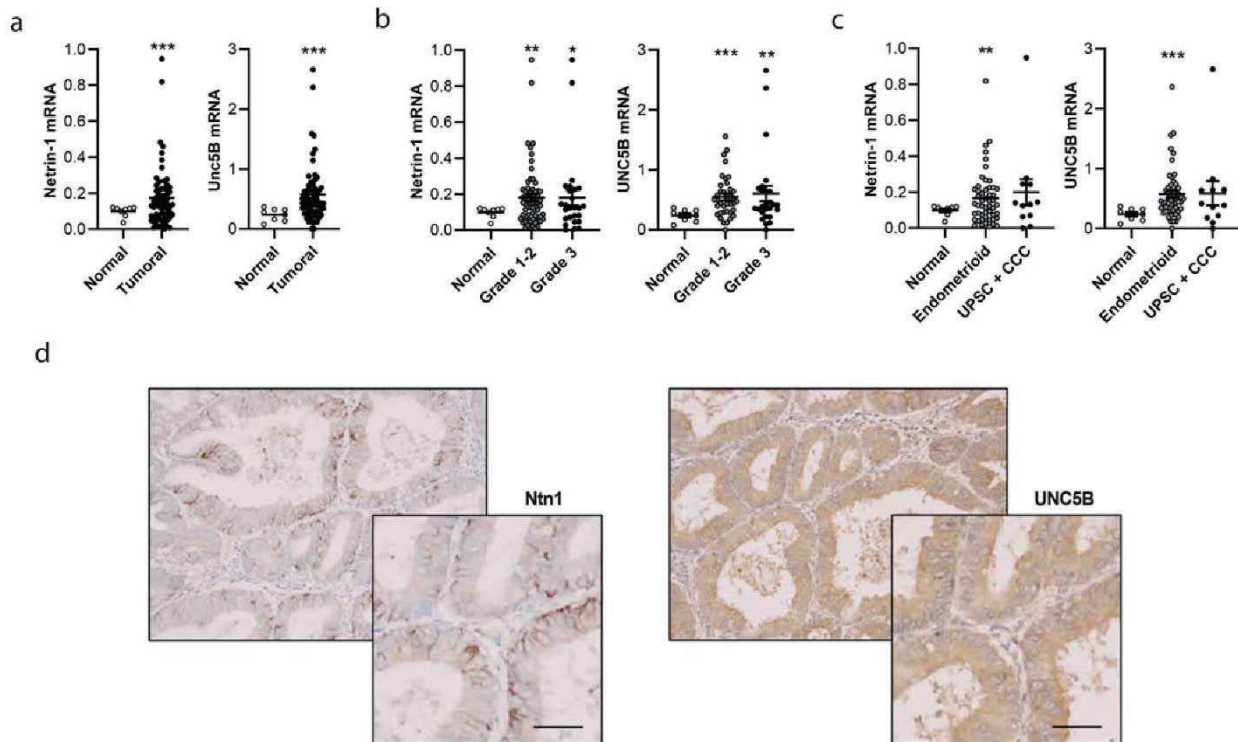 a
Netrin-1 mRNA
1.0
0.8
0.6
0.4
0.2
0.0
***
Normal
Tumoral
Unc5B mRNA
3
2
1
0
***
Normal
Tumoral
b
Netrin-1 mRNA
1.0
0.8
0.6
0.4
0.2
0.0
**
*
Normal
Grade 1-2
Grade 3
UNC5B mRNA
3
2
1
0
***
**
Normal
Grade 1-2
Grade 3
c
Netrin-1 mRNA
1.0
0.8
0.6
0.4
0.2
0.0
**
Normal
Endometrioid
UPSC + CCC
UNC5B mRNA
3
2
1
0
***
Normal
Endometrioid
UPSC + CCC
d
Ntn1
UNC5B